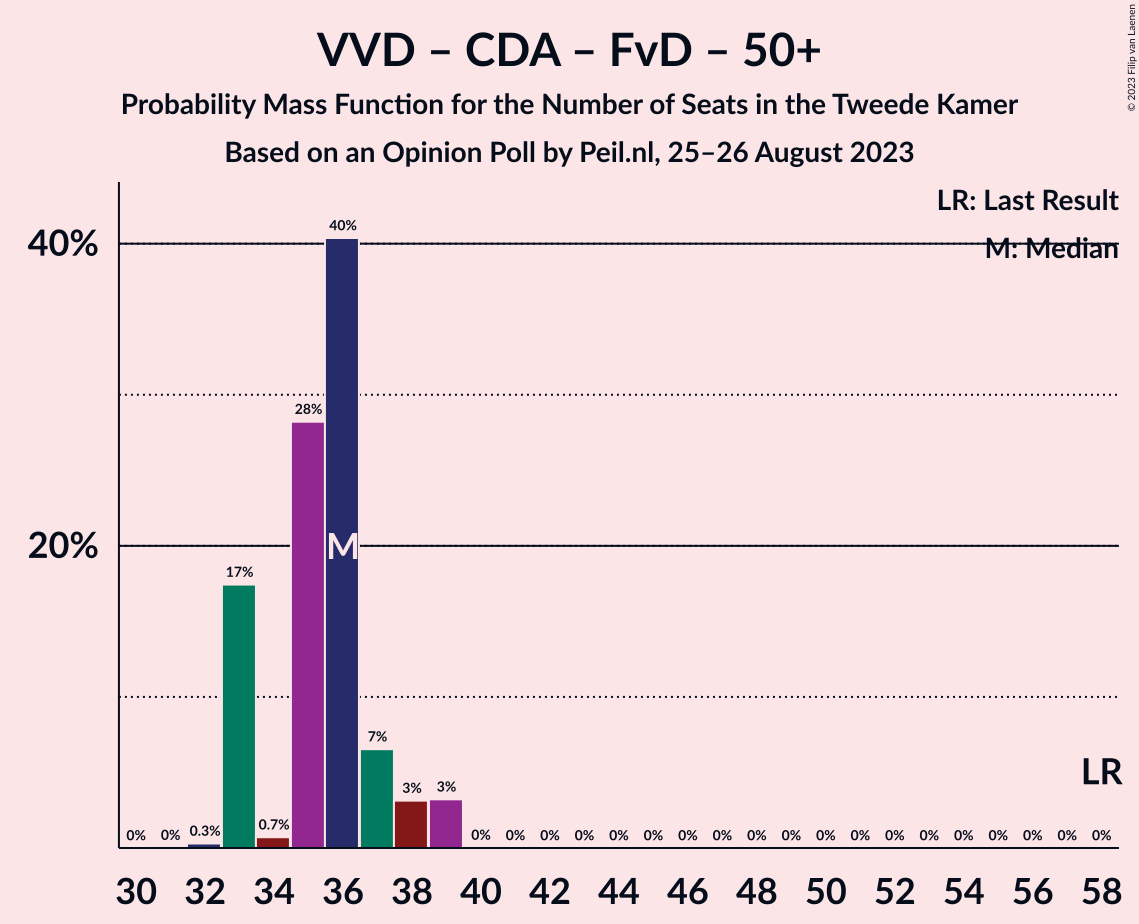 VVD – CDA – FvD – 50+
Probability Mass Function for the Number of Seats in the Tweede Kamer
Based on an Opinion Poll by Peil.nl, 25–26 August 2023
© 2023 Filip van Laenen
LR: Last Result
M: Median
40%
20%
0% 0% 0.3% 17% 0.7% 28% 40% 7% 3% 3% 0% 0% 0% 0% 0% 0% 0% 0% 0% 0% 0% 0% 0% 0% 0% 0% 0% 0% 0%
M
LR
30 32 34 36 38 40 42 44 46 48 50 52 54 56 58